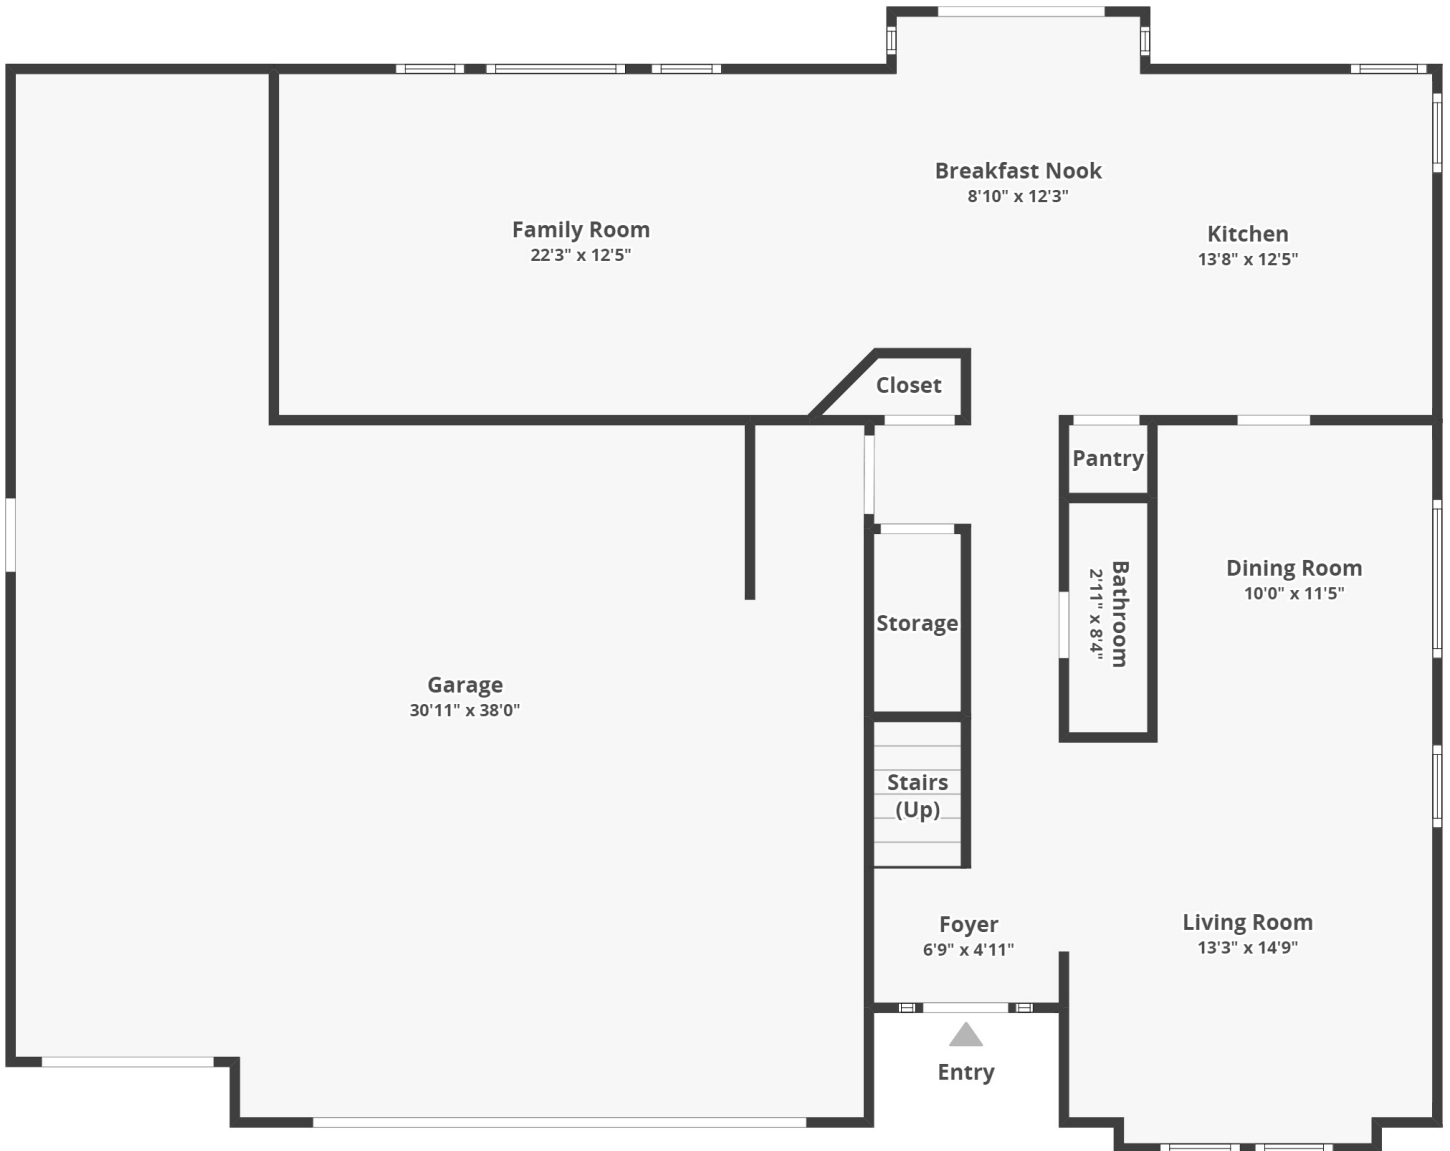 Breakfast Nook
8'10" x 12'3"
Family Room
22'3" x 12'5"
Kitchen
13'8" x 12'5"
Closet
Pantry
Bathroom
2'11" x 8'4"
Dining Room
10'0" x 11'5"
Storage
Garage
30'11" x 38'0"
Stairs
(Up)
Foyer
6'9" x 4'11"
Living Room
13'3" x 14'9"
Entry